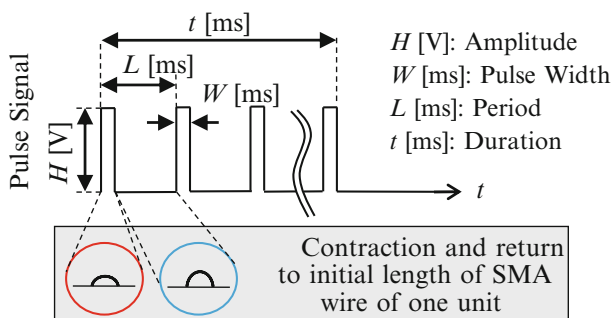 t [ms]
L [ms]
W [ms]
Pulse Signal
H [V]
t
H [V]: Amplitude
W [ms]: Pulse Width
L [ms]: Period
t [ms]: Duration
Contraction and return
to initial length of SMA
wire of one unit